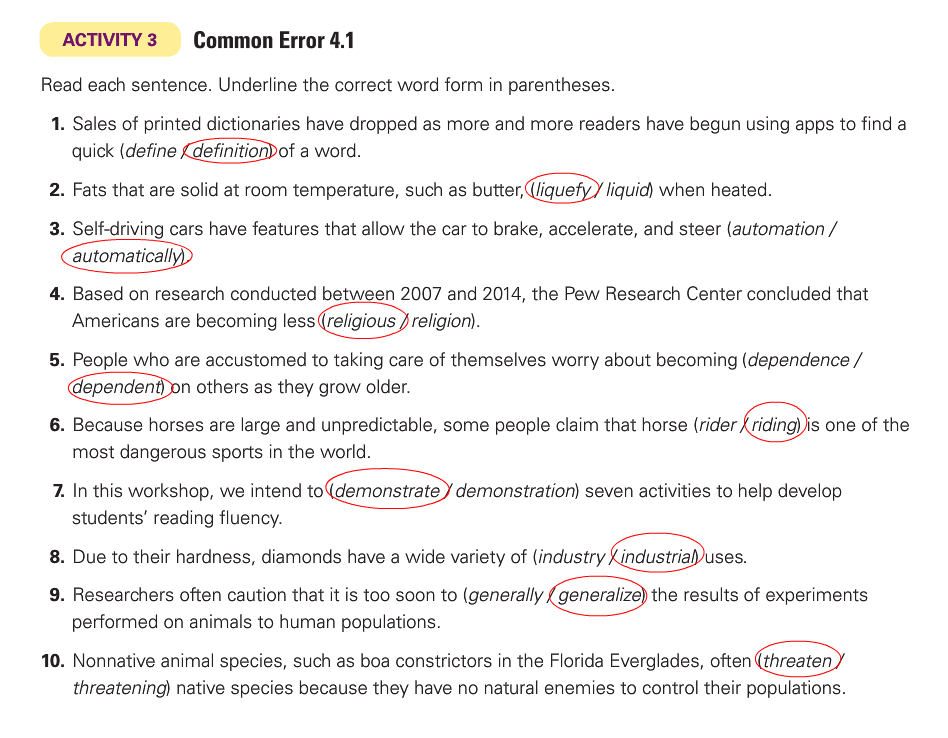 ACTIVITY 3 Common Error 4.1
Read each sentence. Underline the correct word form in parentheses.
1. Sales of printed dictionaries have dropped as more and more readers have begun using apps to find a
quick (define / definition) of a word.
2. Fats that are solid at room temperature, such as butter, (liquefy / liquid) when heated.
3. Self-driving cars have features that allow the car to brake, accelerate, and steer (automation /
automatically).
4. Based on research conducted between 2007 and 2014, the Pew Research Center concluded that
Americans are becoming less (religious / religion).
5. People who are accustomed to taking care of themselves worry about becoming (dependence /
dependent) on others as they grow older.
6. Because horses are large and unpredictable, some people claim that horse (rider / riding) is one of the
most dangerous sports in the world.
7. In this workshop, we intend to (demonstrate / demonstration) seven activities to help develop
students’ reading fluency.
8. Due to their hardness, diamonds have a wide variety of (industry / industrial) uses.
9. Researchers often caution that it is too soon to (generally / generalize) the results of experiments
performed on animals to human populations.
10. Nonnative animal species, such as boa constrictors in the Florida Everglades, often (threaten /
threatening) native species because they have no natural enemies to control their populations.